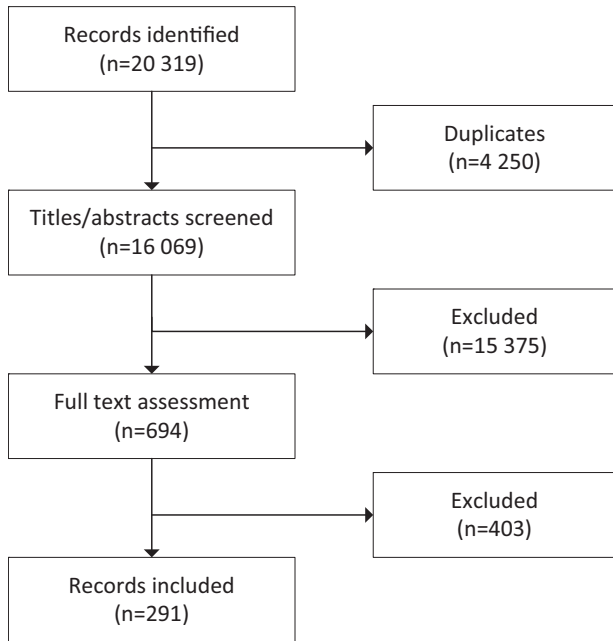 Records identified
(n=20 319)
Duplicates
(n=4 250)
Titles/abstracts screened
(n=16 069)
Excluded
(n=15 375)
Full text assessment
(n=694)
Excluded
(n=403)
Records included
(n=291)